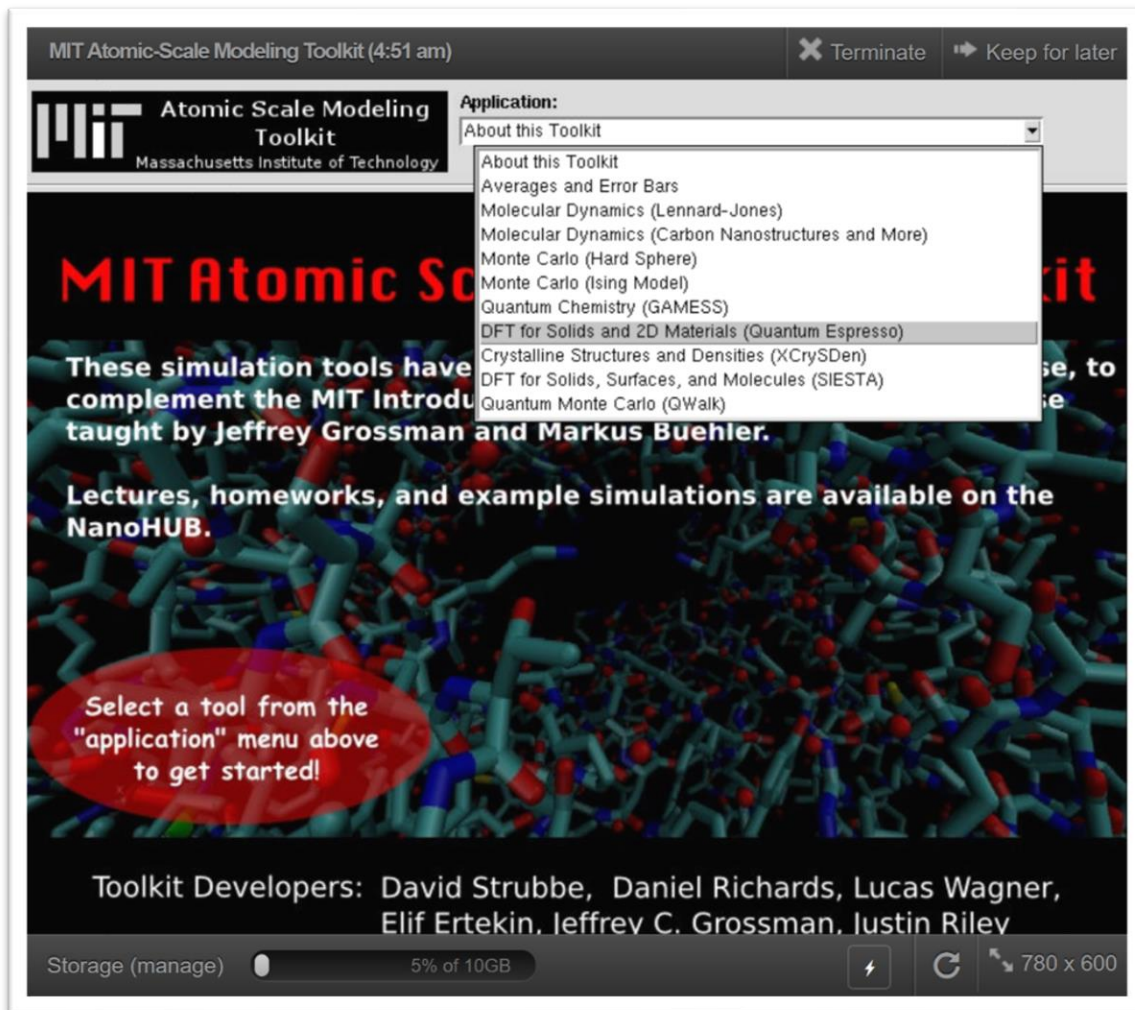 MIT Atomic-Scale Modeling Toolkit (4:51 am)
Terminate
Keep for later
MIT
Atomic Scale Modeling
Toolkit
Massachusetts Institute of Technology
Application:
About this Toolkit
About this Toolkit
Averages and Error Bars
Molecular Dynamics (Lennard-Jones)
Molecular Dynamics (Carbon Nanostructures and More)
Monte Carlo (Hard Sphere)
Monte Carlo (Ising Model)
Quantum Chemistry (GAMESS)
DFT for Solids and 2D Materials (Quantum Espresso)
Crystalline Structures and Densities (XCrySDen)
DFT for Solids, Surfaces, and Molecules (SIESTA)
Quantum Monte Carlo (QWalk)
MIT Atomic Sc it
These simulation tools have se, to
complement the MIT Introdu se
taught by Jeffrey Grossman and Markus Buehler.
Lectures, homeworks, and example simulations are available on the
NanoHUB.
Select a tool from the
"application" menu above
to get started!
Toolkit Developers: David Strubbe, Daniel Richards, Lucas Wagner,
Elif Ertekin, Jeffrey C. Grossman, Justin Riley
Storage (manage)
5% of 10GB
780 x 600